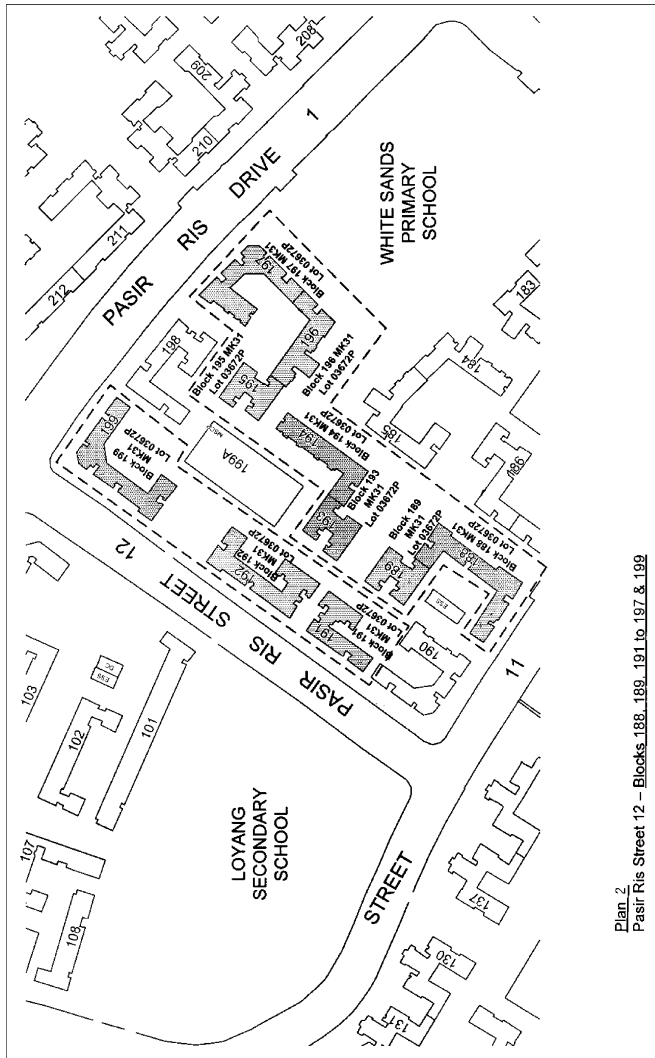 208
209
210
211
212
PASIR RIS DRIVE 1
WHITE SANDS
PRIMARY
SCHOOL
197
Block 197 MK31
Lot 03672P
196
Block 196 MK31
Lot 03672P
195
Block 195 MK31
Lot 03672P
198
199
Block 199
MK31
Lot 03672P
MSCP
199A
194
Block 194 MK31
Lot 03672P
193
Block 193
MK31
Lot 03672P
192
Block 192
MK31
Lot 03672P
189
Block 189
MK31
Lot 03672P
188
Block 188 MK31
Lot 03672P
ESS
191
Block 191
MK31
Lot 03672P
190
183
184
185
186
PASIR RIS STREET 12
STREET 11
103
ESS
DC
102
101
107
108
LOYANG
SECONDARY
SCHOOL
137
130
131
Plan 2
Pasir Ris Street 12 – Blocks 188, 189, 191 to 197 & 199